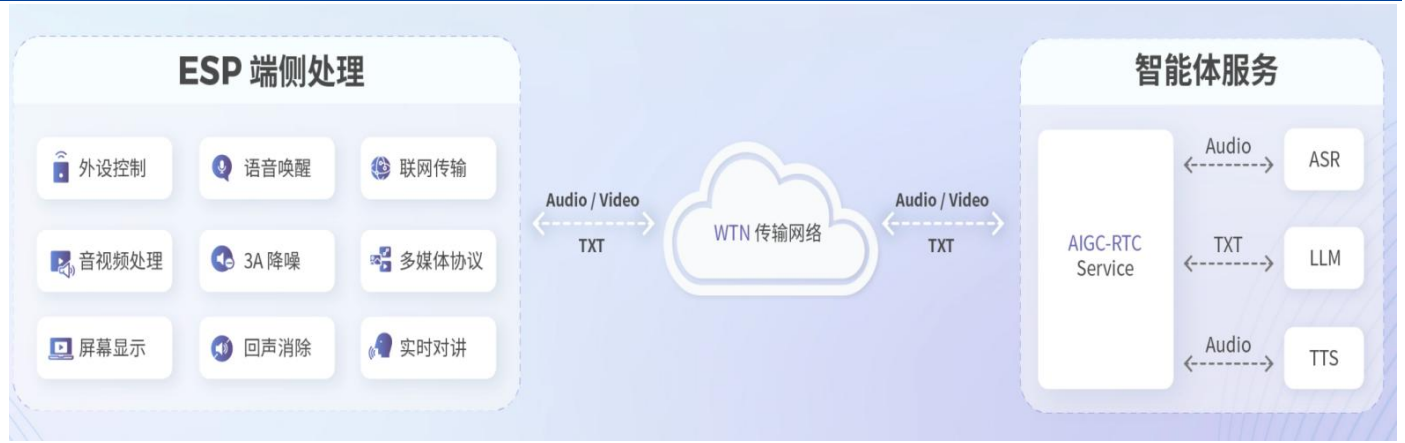 ESP 端侧处理
外设控制
语音唤醒
联网传输
音视频处理
3A 降噪
多媒体协议
屏幕显示
回声消除
实时对讲
Audio / Video
TXT
WTN 传输网络
Audio / Video
TXT
智能体服务
AIGC-RTC
Service
Audio
ASR
TXT
LLM
Audio
TTS